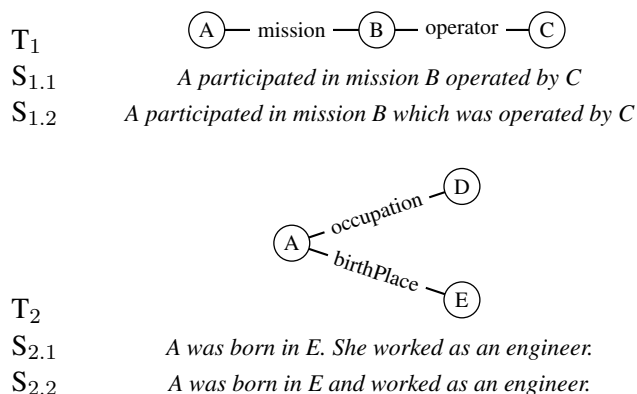 A mission B operator C
T1
S1.1 A participated in mission B operated by C
S1.2 A participated in mission B which was operated by C
D
occupation
A
birthPlace
E
T2
S2.1 A was born in E. She worked as an engineer.
S2.2 A was born in E and worked as an engineer.